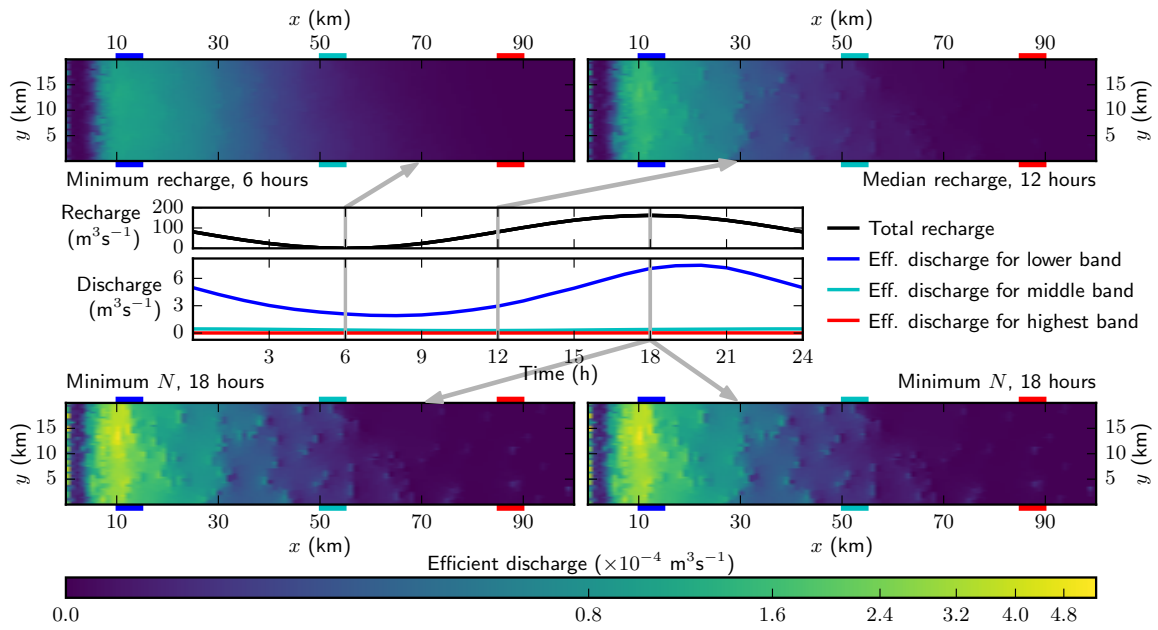 x (km)
x (km)
10 30 50 70 90
10 30 50 70 90
y (km)
15
10
5
15
10
5
y (km)
Minimum recharge, 6 hours
Median recharge, 12 hours
Recharge
(m³s⁻¹)
200
100
0
Discharge
(m³s⁻¹)
6
3
0
3 6 9 12 15 18 21 24
Time (h)
Total recharge
Eff. discharge for lower band
Eff. discharge for middle band
Eff. discharge for highest band
Minimum N, 18 hours
Minimum N, 18 hours
y (km)
15
10
5
15
10
5
y (km)
10 30 50 70 90
10 30 50 70 90
x (km)
x (km)
Efficient discharge (×10⁻⁴ m³s⁻¹)
0.0 0.8 1.6 2.4 3.2 4.0 4.8